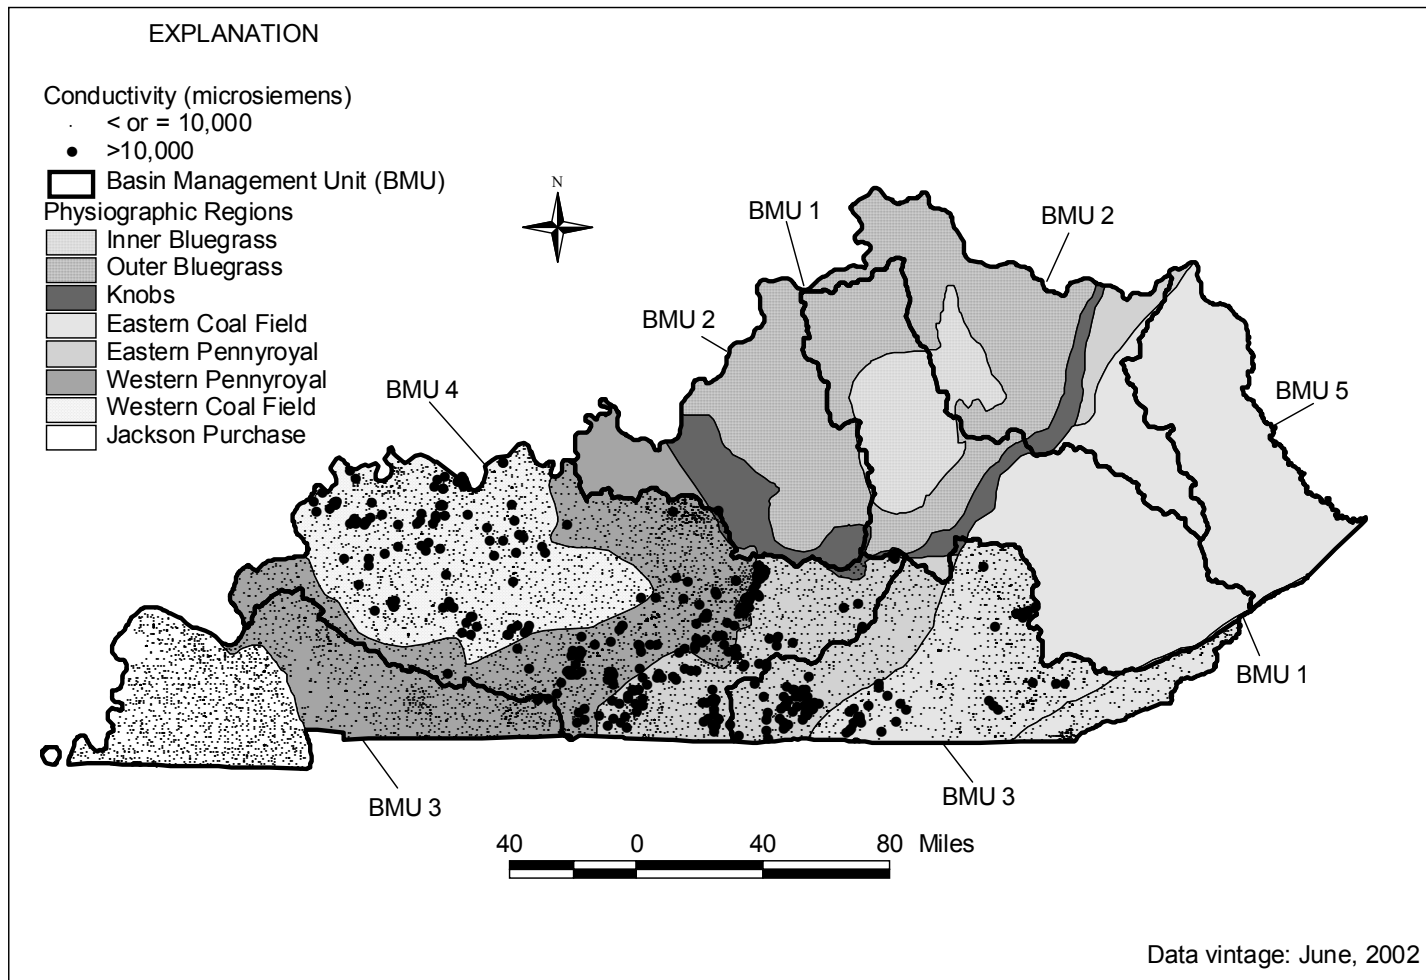 EXPLANATION
Conductivity (microsiemens)
< or = 10,000
>10,000
Basin Management Unit (BMU)
Physiographic Regions
Inner Bluegrass
Outer Bluegrass
Knobs
Eastern Coal Field
Eastern Pennyroyal
Western Pennyroyal
Western Coal Field
Jackson Purchase
N
BMU 1
BMU 2
BMU 2
BMU 4
BMU 5
BMU 1
BMU 3
BMU 3
40 0 40 80 Miles
Data vintage: June, 2002